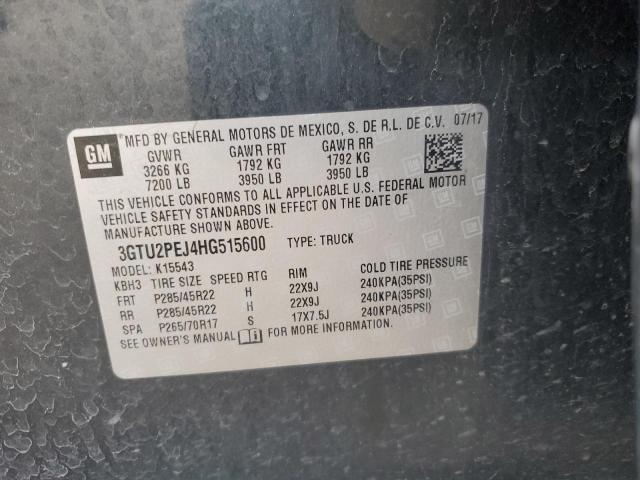 GM
®MFD BY GENERAL MOTORS DE MEXICO, S. DE R.L. DE C.V. 07/17
GVWR GAWR FRT GAWR RR
3266 KG 1792 KG 1792 KG
7200 LB 3950 LB 3950 LB
THIS VEHICLE CONFORMS TO ALL APPLICABLE U.S. FEDERAL MOTOR
VEHICLE SAFETY STANDARDS IN EFFECT ON THE DATE OF
MANUFACTURE SHOWN ABOVE.
3GTU2PEJ4HG515600 TYPE: TRUCK
MODEL: K15543
KBH3 TIRE SIZE SPEED RTG RIM COLD TIRE PRESSURE
FRT P285/45R22 H 22X9J 240KPA(35PSI)
RR P285/45R22 H 22X9J 240KPA(35PSI)
SPA P265/70R17 S 17X7.5J 240KPA(35PSI)
SEE OWNER'S MANUAL FOR MORE INFORMATION.